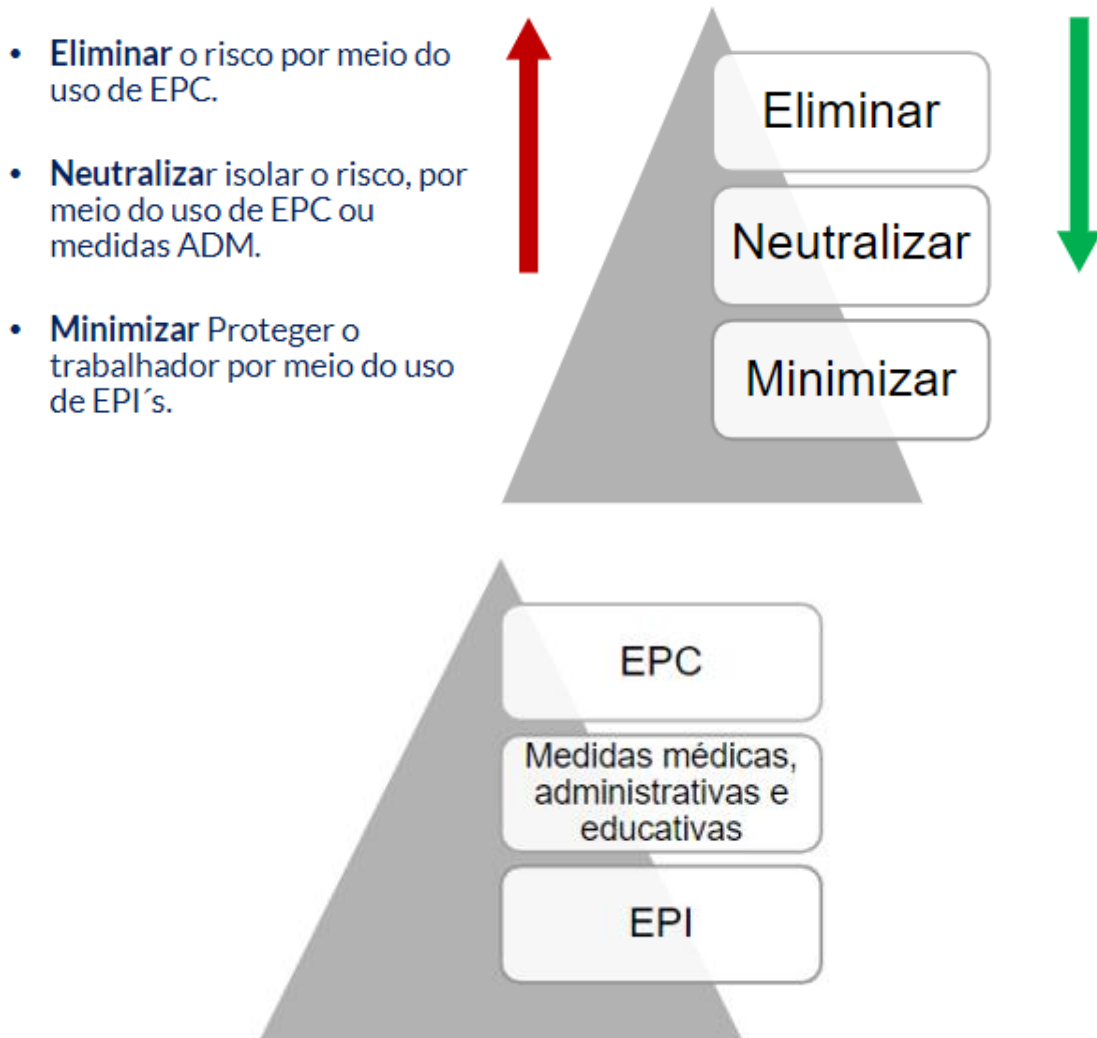 • Eliminar o risco por meio do
uso de EPC.
• Neutralizar isolar o risco, por
meio do uso de EPC ou
medidas ADM.
• Minimizar Proteger o
trabalhador por meio do uso
de EPI´s.
Eliminar
Neutralizar
Minimizar
EPC
Medidas médicas,
administrativas e
educativas
EPI